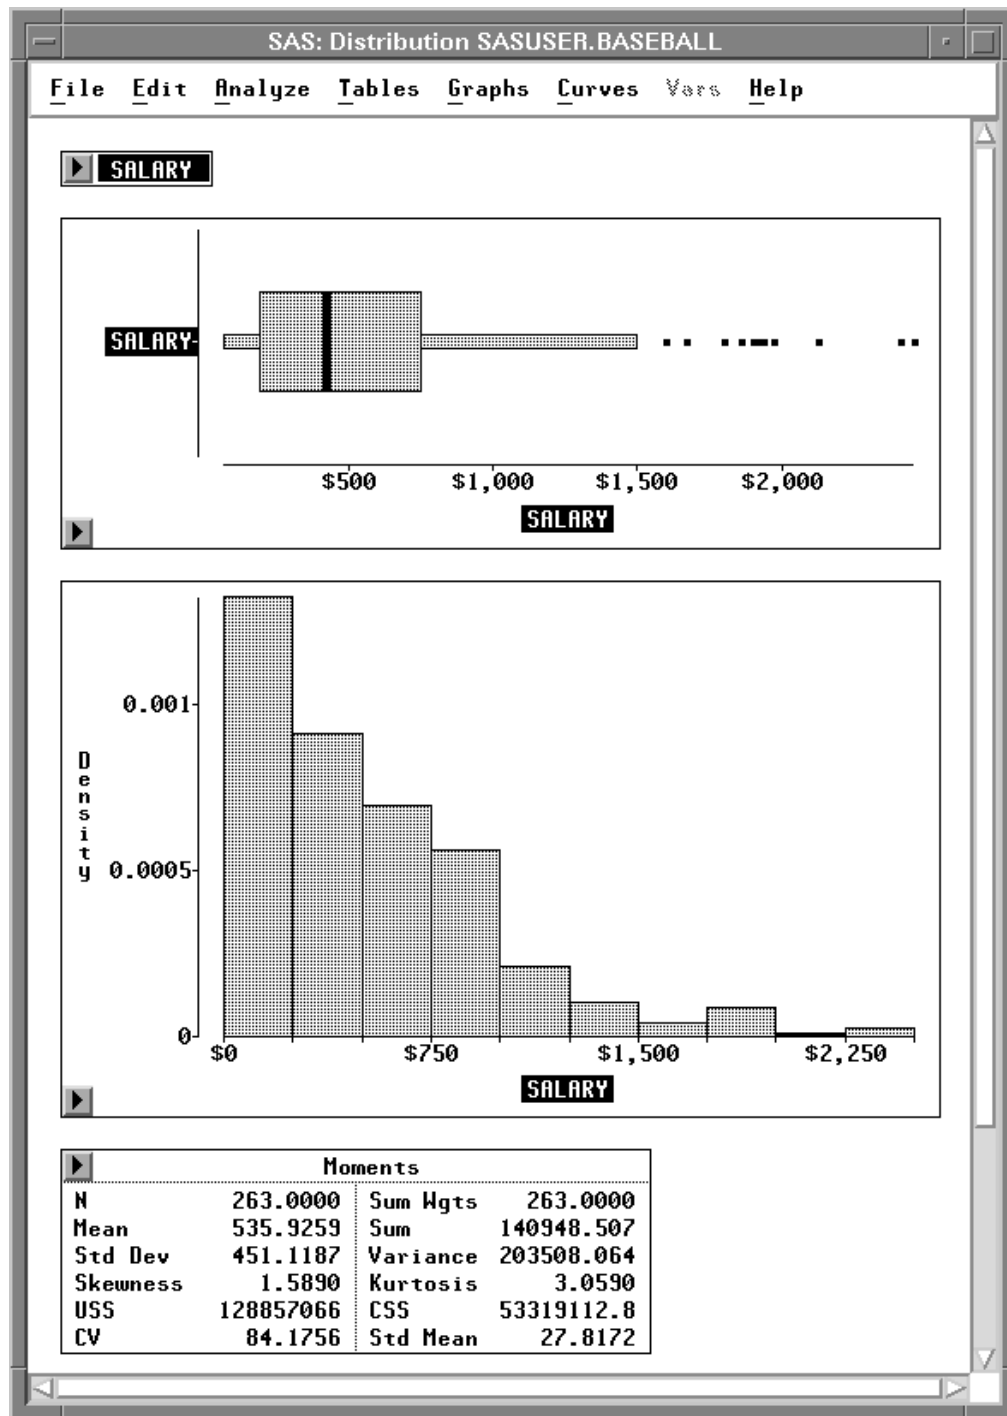 SAS: Distribution SASUSER.BASEBALL
File Edit Analyze Tables Graphs Curves Vars Help
SALARY
SALARY
$500 $1,000 $1,500 $2,000
SALARY
0.001
Density
0.0005
0
$0 $750 $1,500 $2,250
SALARY
Moments
N 263.0000 Sum Wgts 263.0000
Mean 535.9259 Sum 140948.507
Std Dev 451.1187 Variance 203508.064
Skewness 1.5890 Kurtosis 3.0590
USS 128857066 CSS 53319112.8
CV 84.1756 Std Mean 27.8172